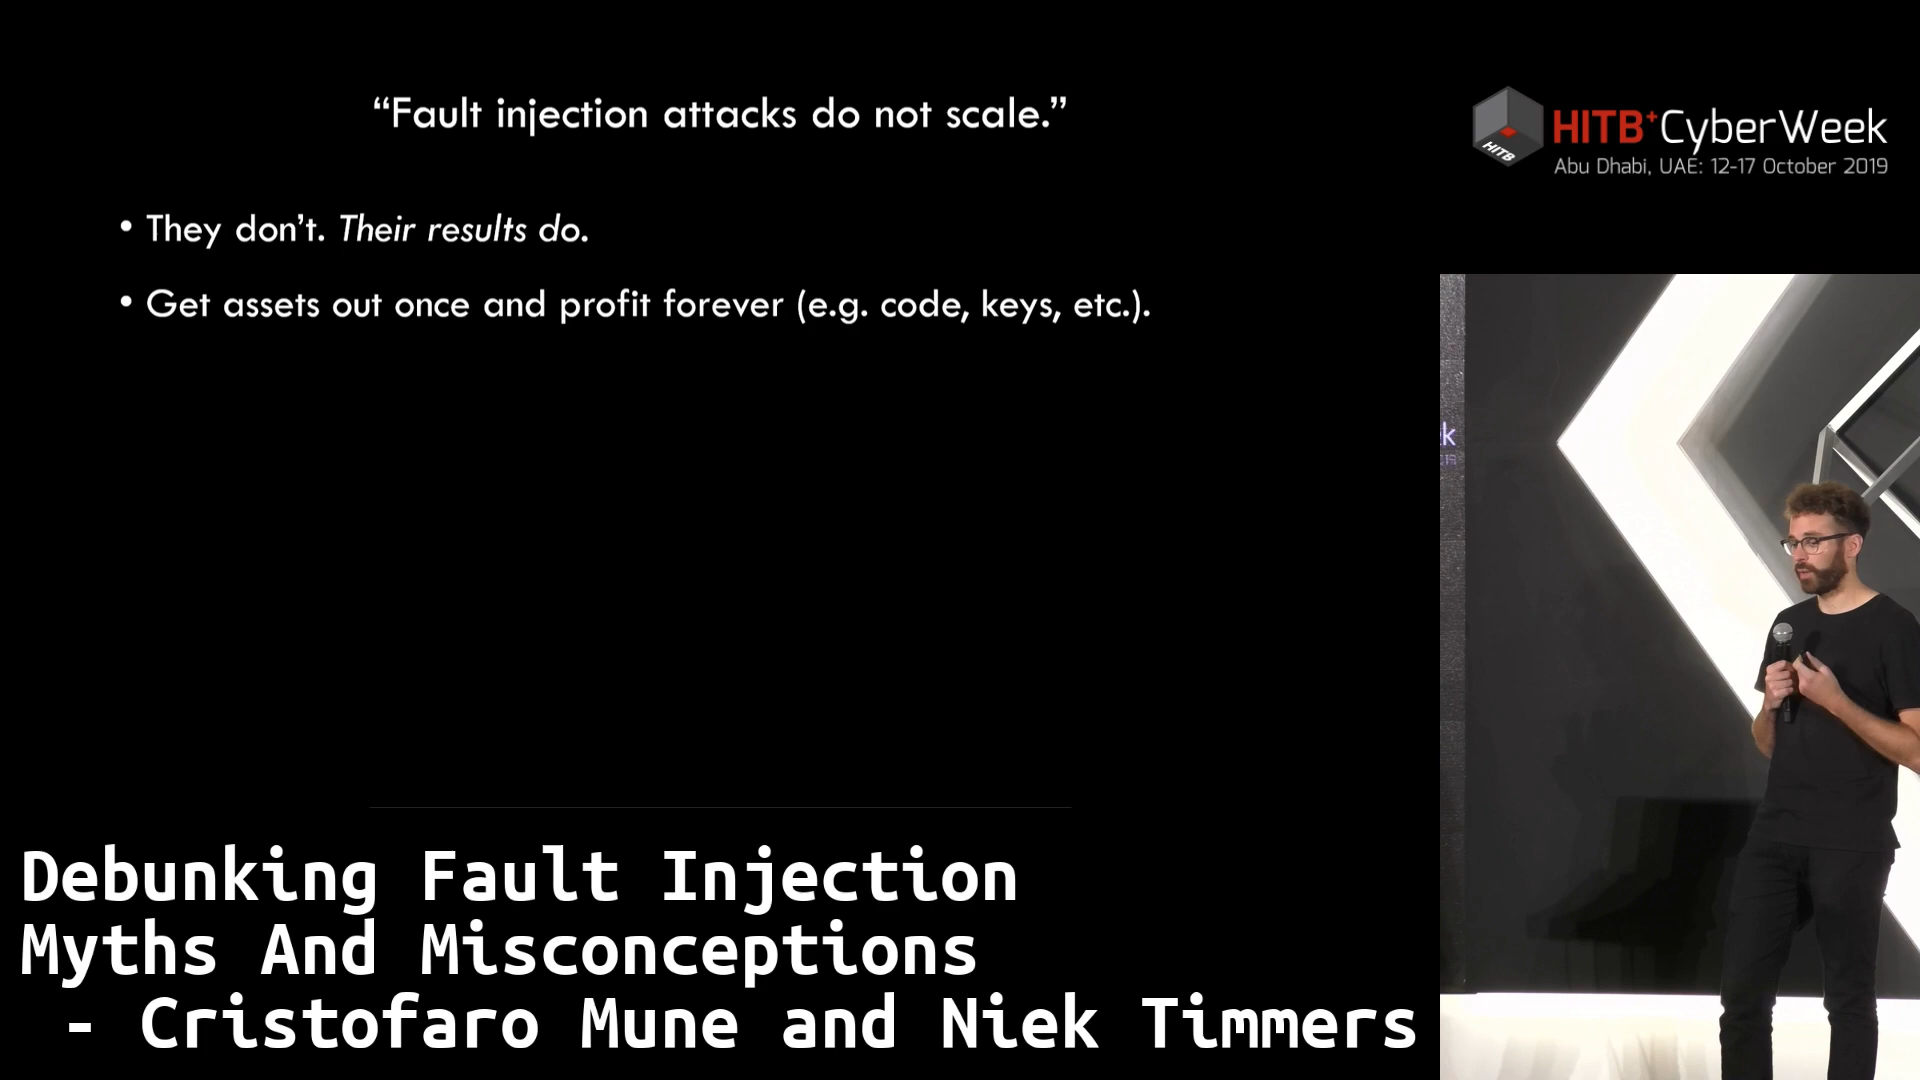 “Fault injection attacks do not scale.”
• They don’t. Their results do.
• Get assets out once and profit forever (e.g. code, keys, etc.).
HITB
HITB+CyberWeek
Abu Dhabi, UAE: 12-17 October 2019
k
Debunking Fault Injection
Myths And Misconceptions
- Cristofaro Mune and Niek Timmers